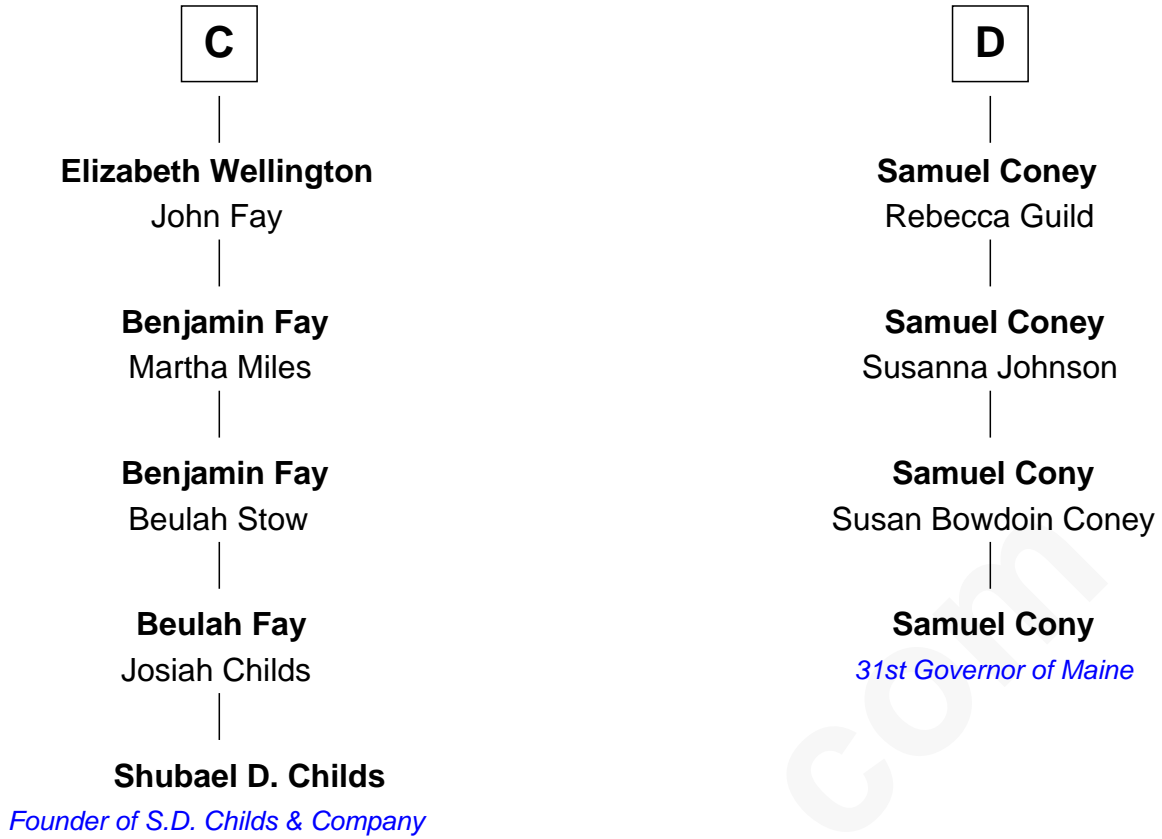 C
Elizabeth Wellington
John Fay
Benjamin Fay
Martha Miles
Benjamin Fay
Beulah Stow
Beulah Fay
Josiah Childs
Shubael D. Childs
Founder of S.D. Childs & Company
D
Samuel Coney
Rebecca Guild
Samuel Coney
Susanna Johnson
Samuel Cony
Susan Bowdoin Coney
Samuel Cony
31st Governor of Maine
com